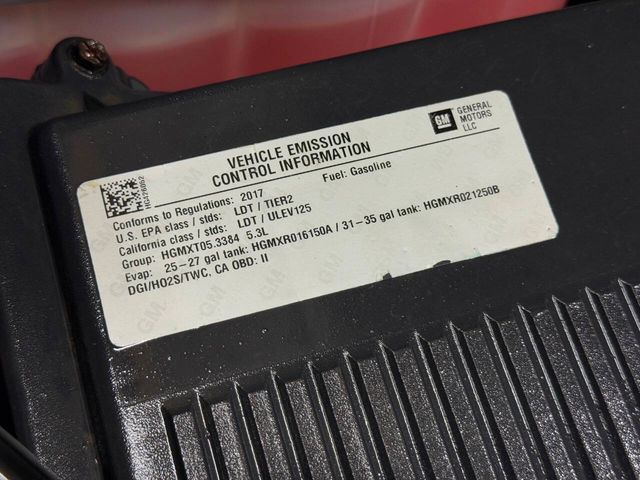 VEHICLE EMISSION
CONTROL INFORMATION
GM
GENERAL
MOTORS
LLC
Conforms to Regulations: 2017
Fuel: Gasoline
U.S. EPA class / stds: LDT / TIER2
California class / stds: LDT / ULEV125
Group: HGMXT05.3384 5.3L
Evap: 25-27 gal tank: HGMXR016150A / 31-35 gal tank: HGMXR021250B
DGI/HO2S/TWC. CA OBD: II